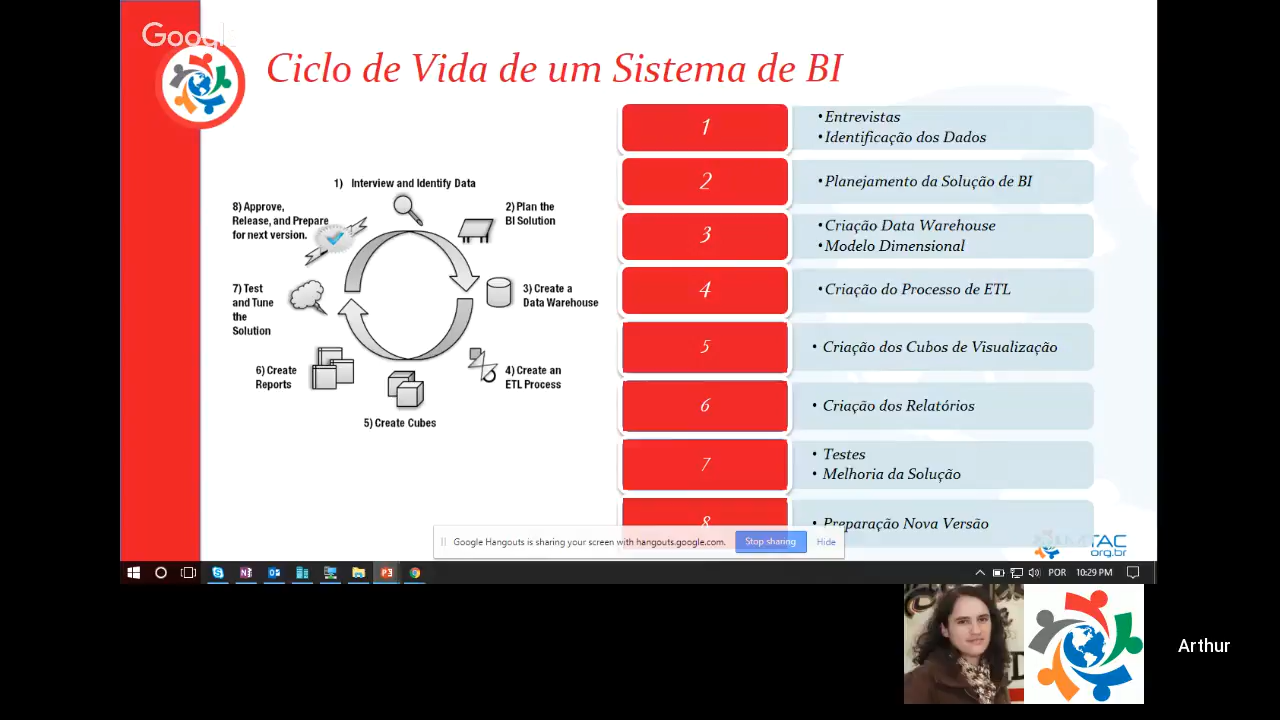 Google
Ciclo de Vida de um Sistema de BI
1) Interview and Identify Data
2) Plan the
BI Solution
3) Create a
Data Warehouse
4) Create an
ETL Process
5) Create Cubes
6) Create
Reports
7) Test
and Tune
the
Solution
8) Approve,
Release, and Prepare
for next version.
1
•Entrevistas
•Identificação dos Dados
2
•Planejamento da Solução de BI
3
•Criação Data Warehouse
•Modelo Dimensional
4
•Criação do Processo de ETL
5
• Criação dos Cubos de Visualização
6
• Criação dos Relatórios
7
• Testes
• Melhoria da Solução
8
• Preparação Nova Versão
Google Hangouts is sharing your screen with hangouts.google.com.
Stop sharing
Hide
MTAC
org.br
POR
10:29 PM
Arthur